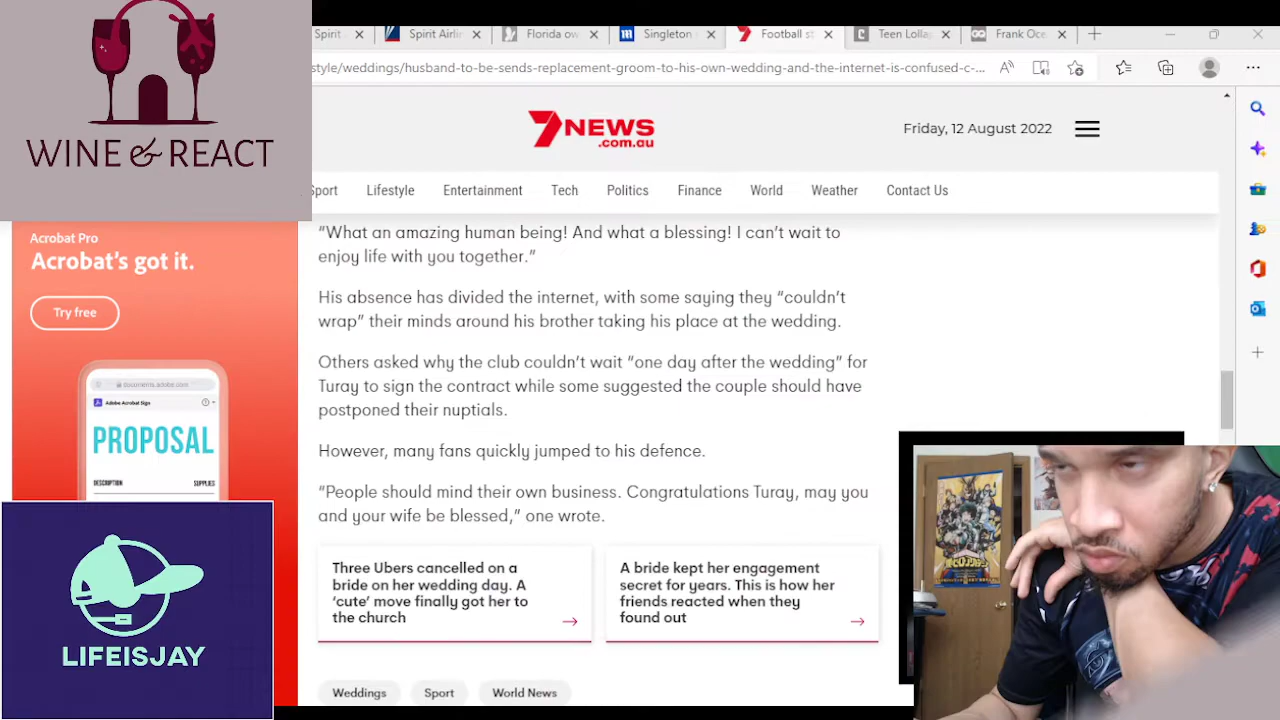 WINE & REACT
Spirit A
Spirit Airlin
Florida ow
Singleton
Football st
Teen Lolla
Frank Oce
style/weddings/husband-to-be-sends-replacement-groom-to-his-own-wedding-and-the-internet-is-confused-c-...
7NEWS
.com.au
Friday, 12 August 2022
Sport
Lifestyle
Entertainment
Tech
Politics
Finance
World
Weather
Contact Us
“What an amazing human being! And what a blessing! I can’t wait to
enjoy life with you together.”
His absence has divided the internet, with some saying they “couldn’t
wrap” their minds around his brother taking his place at the wedding.
Others asked why the club couldn’t wait “one day after the wedding” for
Turay to sign the contract while some suggested the couple should have
postponed their nuptials.
However, many fans quickly jumped to his defence.
“People should mind their own business. Congratulations Turay, may you
and your wife be blessed,” one wrote.
Three Ubers cancelled on a
bride on her wedding day. A
‘cute’ move finally got her to
the church
A bride kept her engagement
secret for years. This is how her
friends reacted when they
found out
Weddings
Sport
World News
Acrobat Pro
Acrobat’s got it.
Try free
Adobe Acrobat Sign
PROPOSAL
DESCRIPTION
SUPPLIES
LIFEISJAY